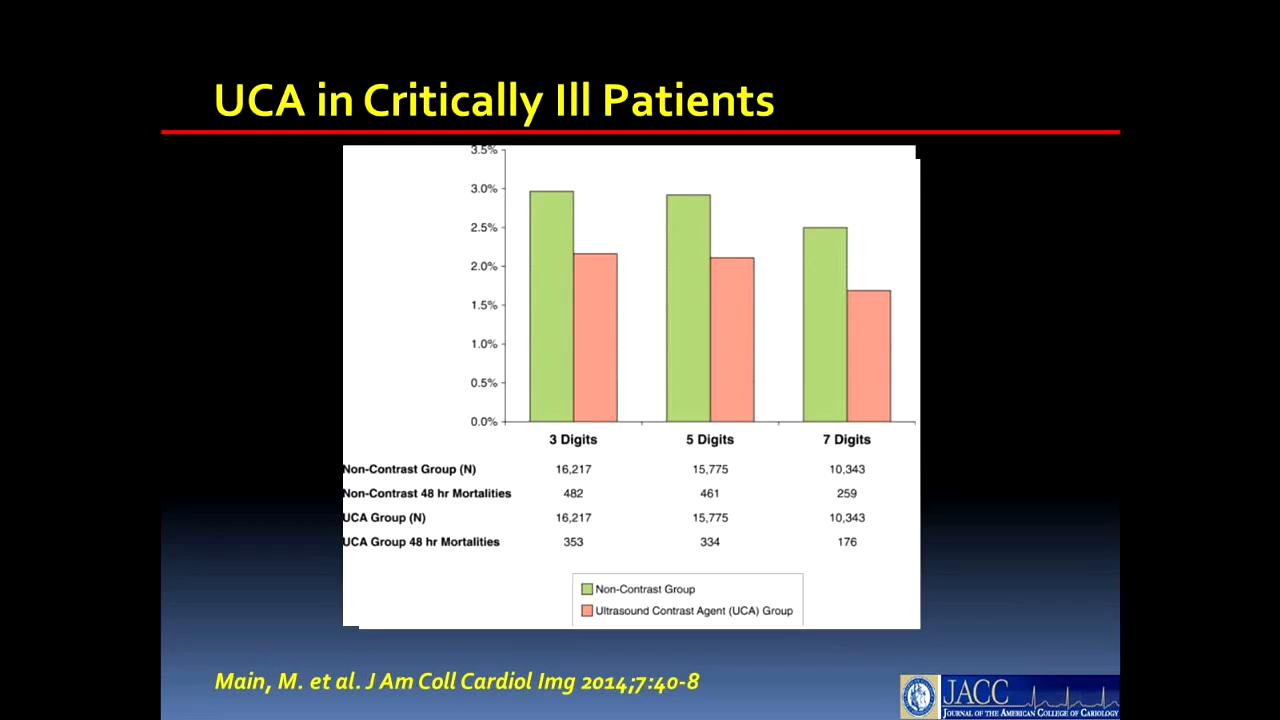 UCA in Critically Ill Patients
3.5%
3.0%
2.5%
2.0%
1.5%
1.0%
0.5%
0.0%
3 Digits 5 Digits 7 Digits
Non-Contrast Group (N) 16,217 15,775 10,343
Non-Contrast 48 hr Mortalities 482 461 259
UCA Group (N) 16,217 15,775 10,343
UCA Group 48 hr Mortalities 353 334 176
Non-Contrast Group
Ultrasound Contrast Agent (UCA) Group
Main, M. et al. J Am Coll Cardiol Img 2014;7:40-8
JACC
JOURNAL OF THE AMERICAN COLLEGE OF CARIOLOGY